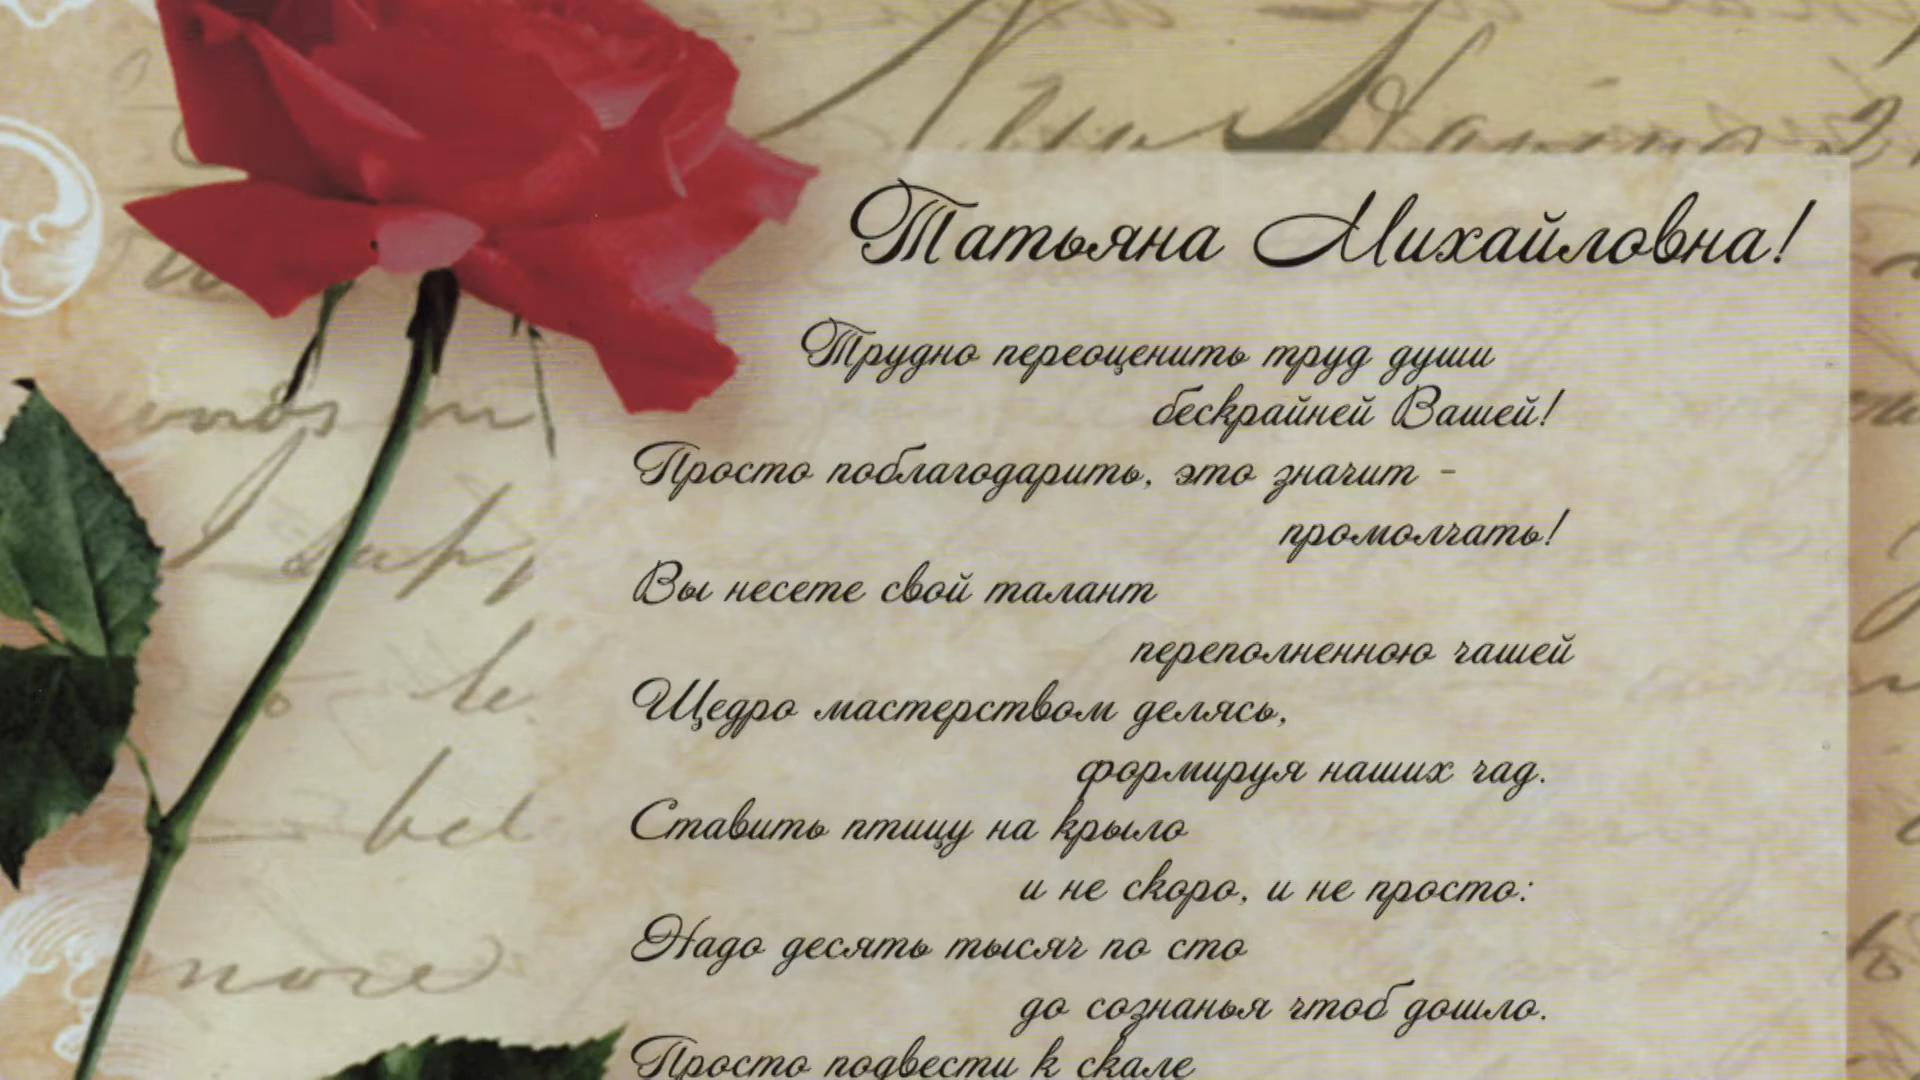 Татьяна Михайловна!
Трудно переоценить труд души
бескрайней Вашей!
Просто поблагодарить, это значит -
промолчать!
Вы несете свой талант
переполненною чашей
Щедро мастерством делясь,
формируя наших чад.
Ставить птицу на крыло
и не скоро, и не просто:
Надо десять тысяч по сто
до сознанья чтоб дошло.
Просто подвести к скале
more